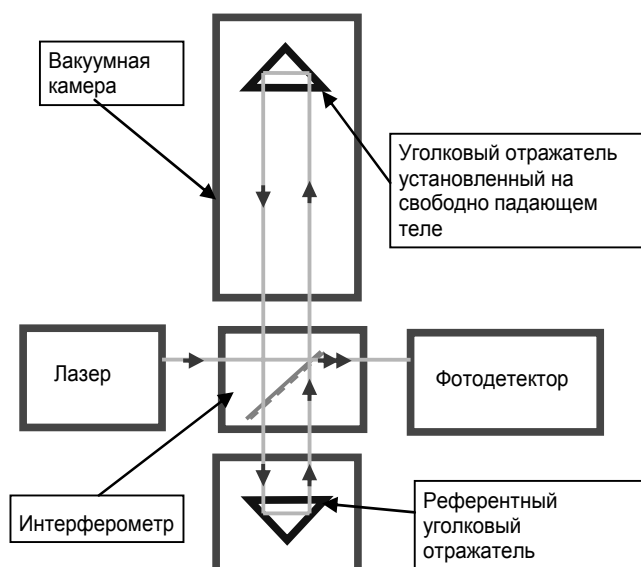 Вакуумная
камера
Уголковый отражатель
установленный на
свободно падающем
теле
Лазер
Фотодетектор
Интерферометр
Референтный
уголковый
отражатель